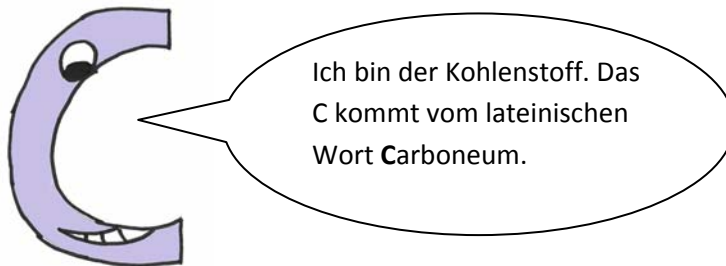 Ich bin der Kohlenstoff. Das
C kommt vom lateinischen
Wort Carboneum.